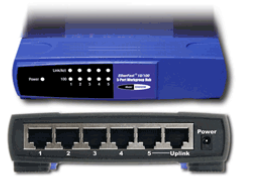 EtherFast™ 10/100
5-Port Workgroup Hub
Link/Act
Power
100
1 2 3 4 5
Power
1 2 3 4 5 Uplink